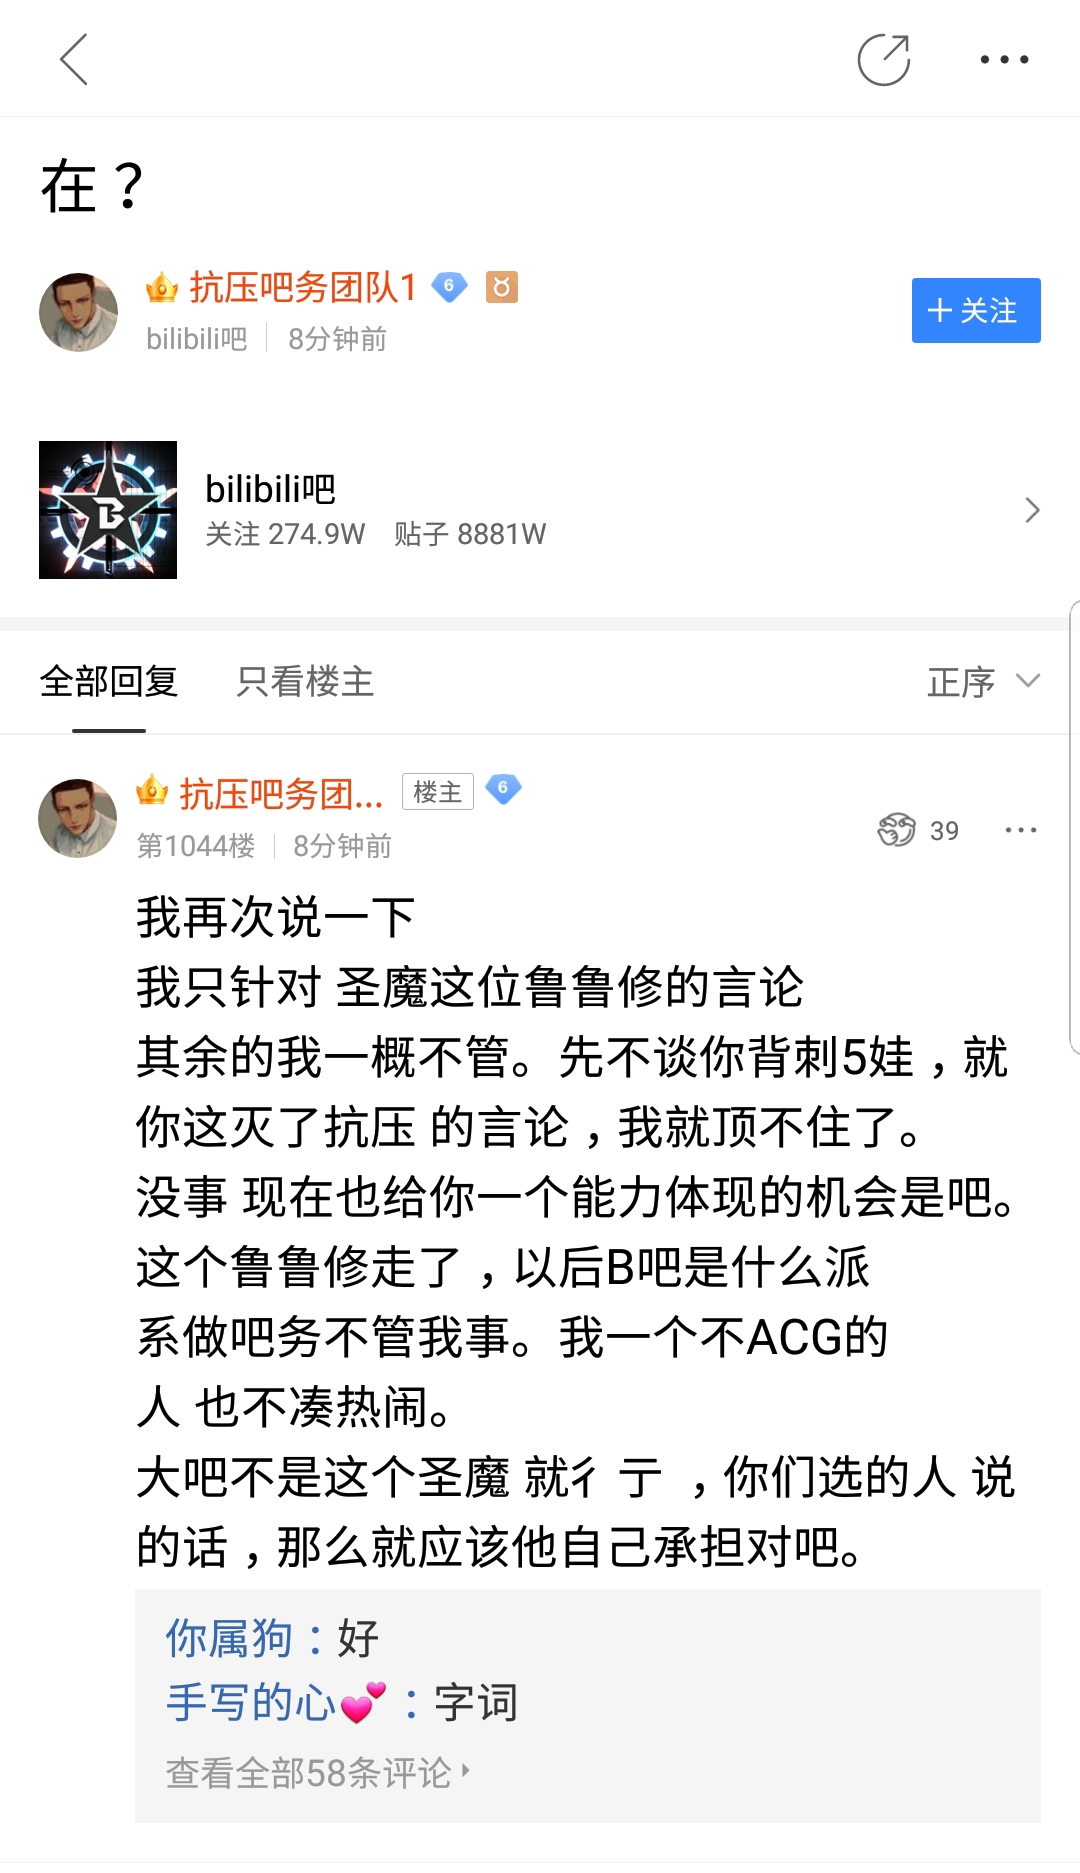 在？
抗压吧务团队1 6
bilibili吧 8分钟前
+ 关注
B
bilibili吧
关注 274.9W 贴子 8881W
全部回复 只看楼主 正序
抗压吧务团... 楼主 6
第1044楼 8分钟前 39
我再次说一下
我只针对 圣魔这位鲁鲁修的言论
其余的我一概不管。先不谈你背刺5娃，就
你这灭了抗压 的言论，我就顶不住了。
没事 现在也给你一个能力体现的机会是吧。
这个鲁鲁修走了，以后B吧是什么派
系做吧务不管我事。我一个不ACG的
人 也不凑热闹。
大吧不是这个圣魔 就彳 亍 ，你们选的人 说
的话，那么就应该他自己承担对吧。
你属狗：好
手写的心💕：字词
查看全部58条评论